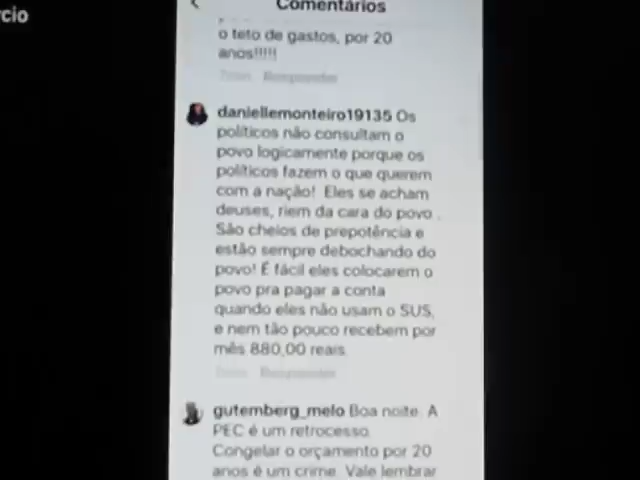 rcio
Comentários
o teto de gastos, por 20
anos!!!!!
Responder
daniellemonteiro19135 Os
políticos não consultam o
povo logicamente porque os
políticos fazem o que querem
com a nação! Eles se acham
deuses, riem da cara do povo .
São cheios de prepotência e
estão sempre debochando do
povo! É fácil eles colocarem o
povo pra pagar a conta
quando eles não usam o SUS,
e nem tão pouco recebem por
mês 880,00 reais.
Responder
gutemberg_melo Boa noite. A
PEC é um retrocesso.
Congelar o orçamento por 20
anos é um crime. Vale lembrar